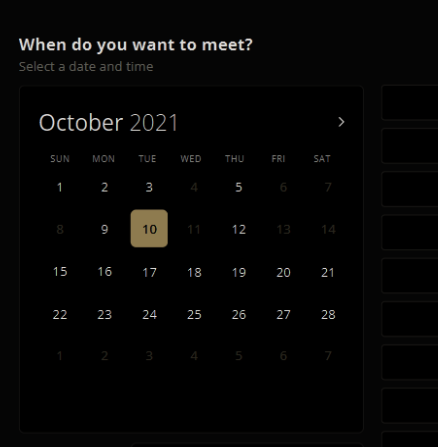 When do you want to meet?
Select a date and time
October 2021
SUN MON TUE WED THU FRI SAT
1 2 3 4 5 6 7
8 9 10 11 12 13 14
15 16 17 18 19 20 21
22 23 24 25 26 27 28
1 2 3 4 5 6 7